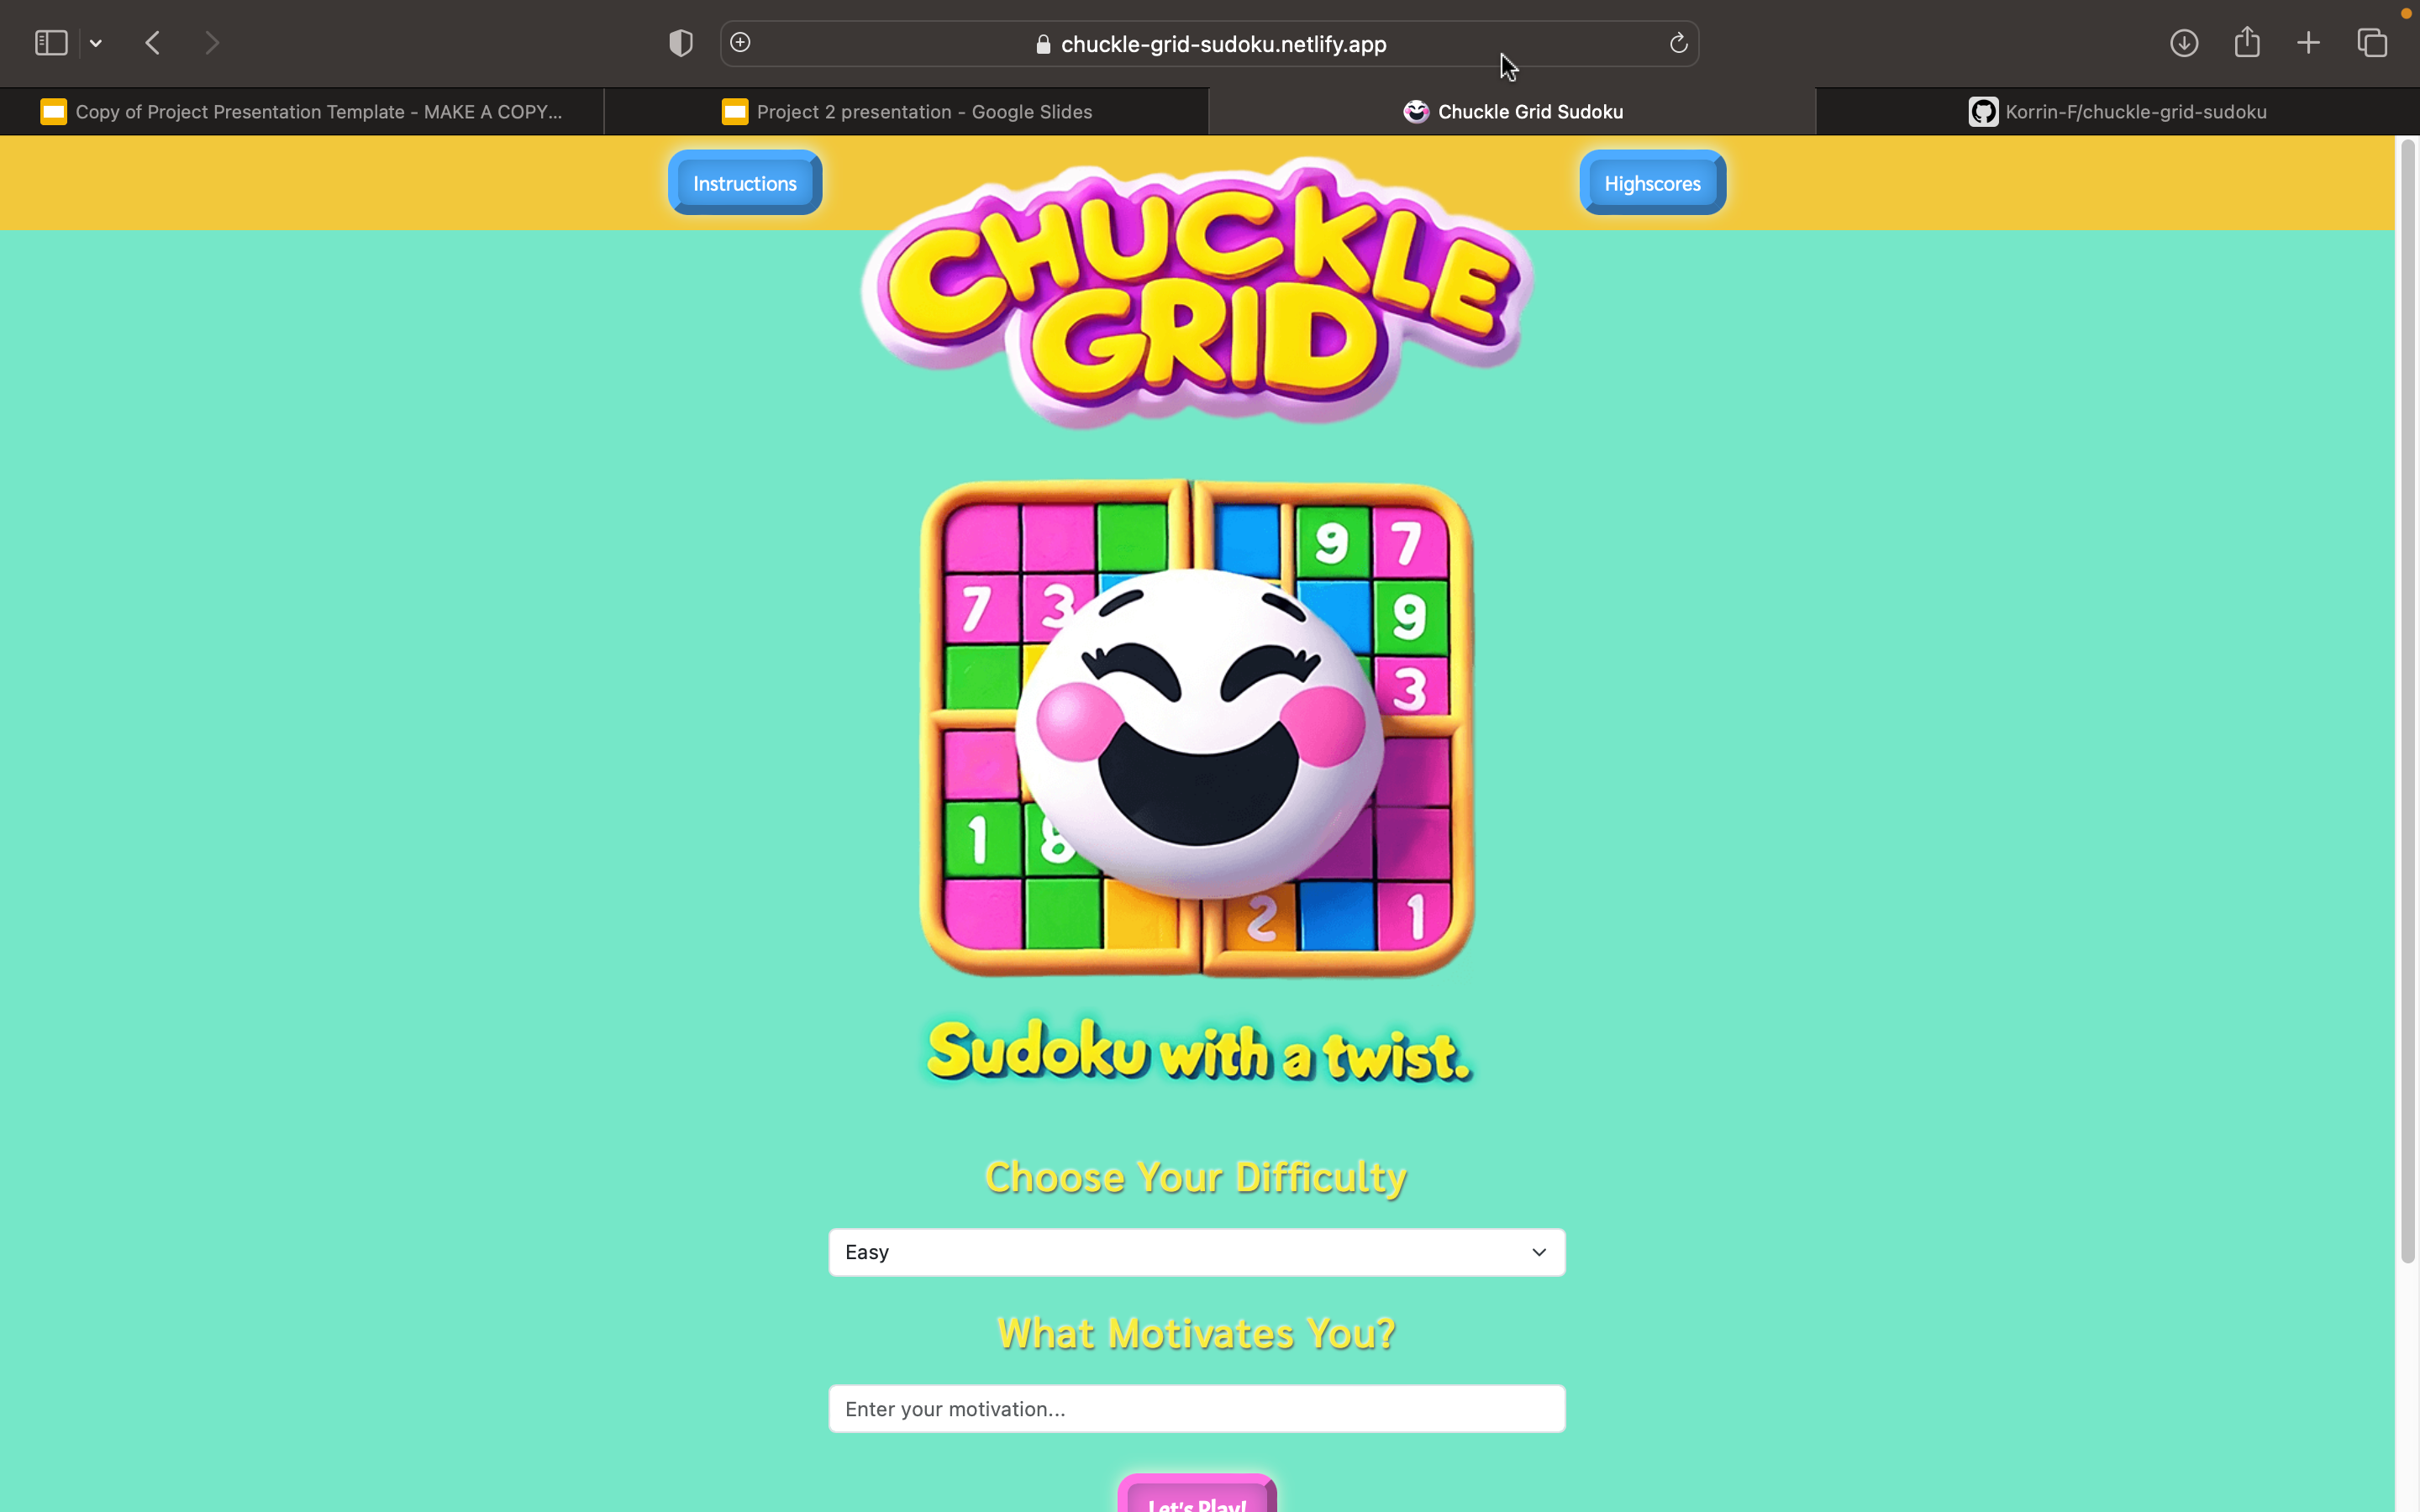 chuckle-grid-sudoku.netlify.app
Copy of Project Presentation Template - MAKE A COPY...
Project 2 presentation - Google Slides
Chuckle Grid Sudoku
Korrin-F/chuckle-grid-sudoku
Instructions
Highscores
CHUCKLE
GRID
9 7
7 3 9
3
1 8
2 1
Sudoku with a twist.
Choose Your Difficulty
Easy
What Motivates You?
Enter your motivation...
Let's Play!